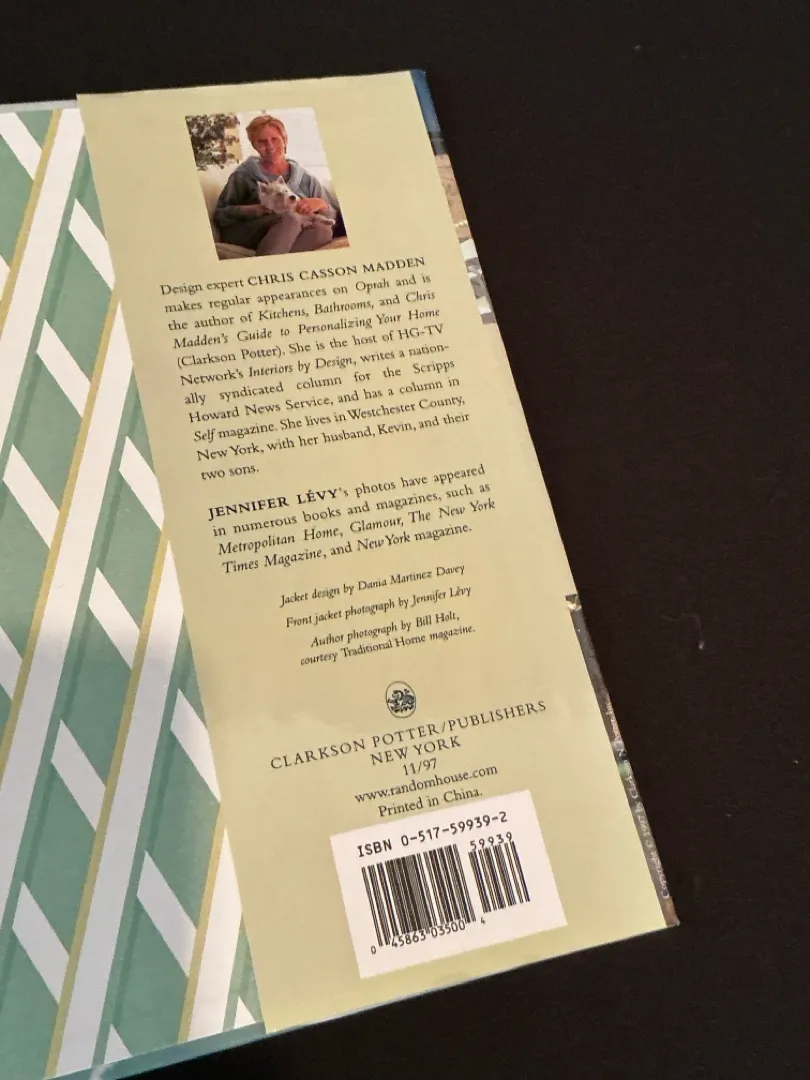 Design expert CHRIS CASSON MADDEN
makes regular appearances on Oprah and is
the author of Kitchens, Bathrooms, and Chris
Madden's Guide to Personalizing Your Home
(Clarkson Potter). She is the host of HG-TV
Network's Interiors by Design, writes a nation-
ally syndicated column for the Scripps
Howard News Service, and has a column in
Self magazine. She lives in Westchester County,
New York, with her husband, Kevin, and their
two sons.
JENNIFER LÉVY's photos have appeared
in numerous books and magazines, such as
Metropolitan Home, Glamour, The New York
Times Magazine, and New York magazine.
Jacket design by Dania Martinez Davey
Front jacket photograph by Jennifer Lévy
Author photograph by Bill Holt,
courtesy Traditional Home magazine.
CLARKSON POTTER/PUBLISHERS
NEW YORK
11/97
www.randomhouse.com
Printed in China.
ISBN 0-517-59939-2
59939
0 45863 03500 4